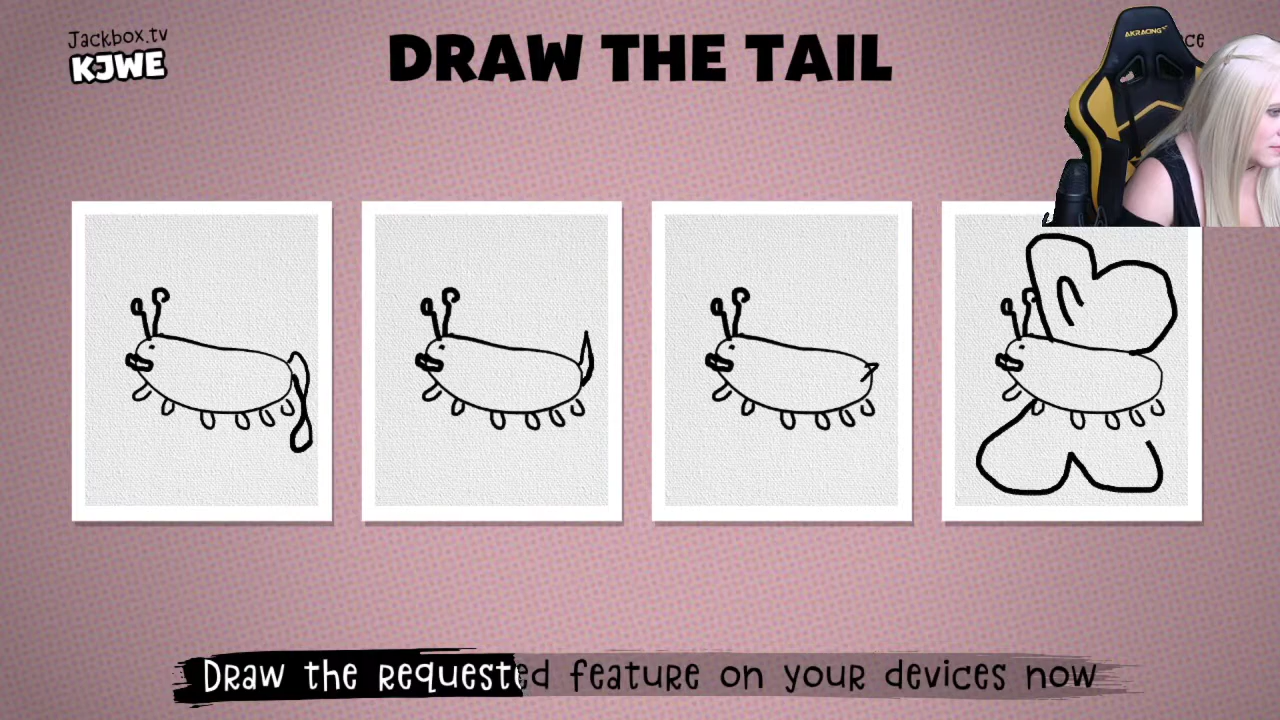 Jackbox.tv
KJWE
DRAW THE TAIL
AKRACING
Draw the requested feature on your devices now